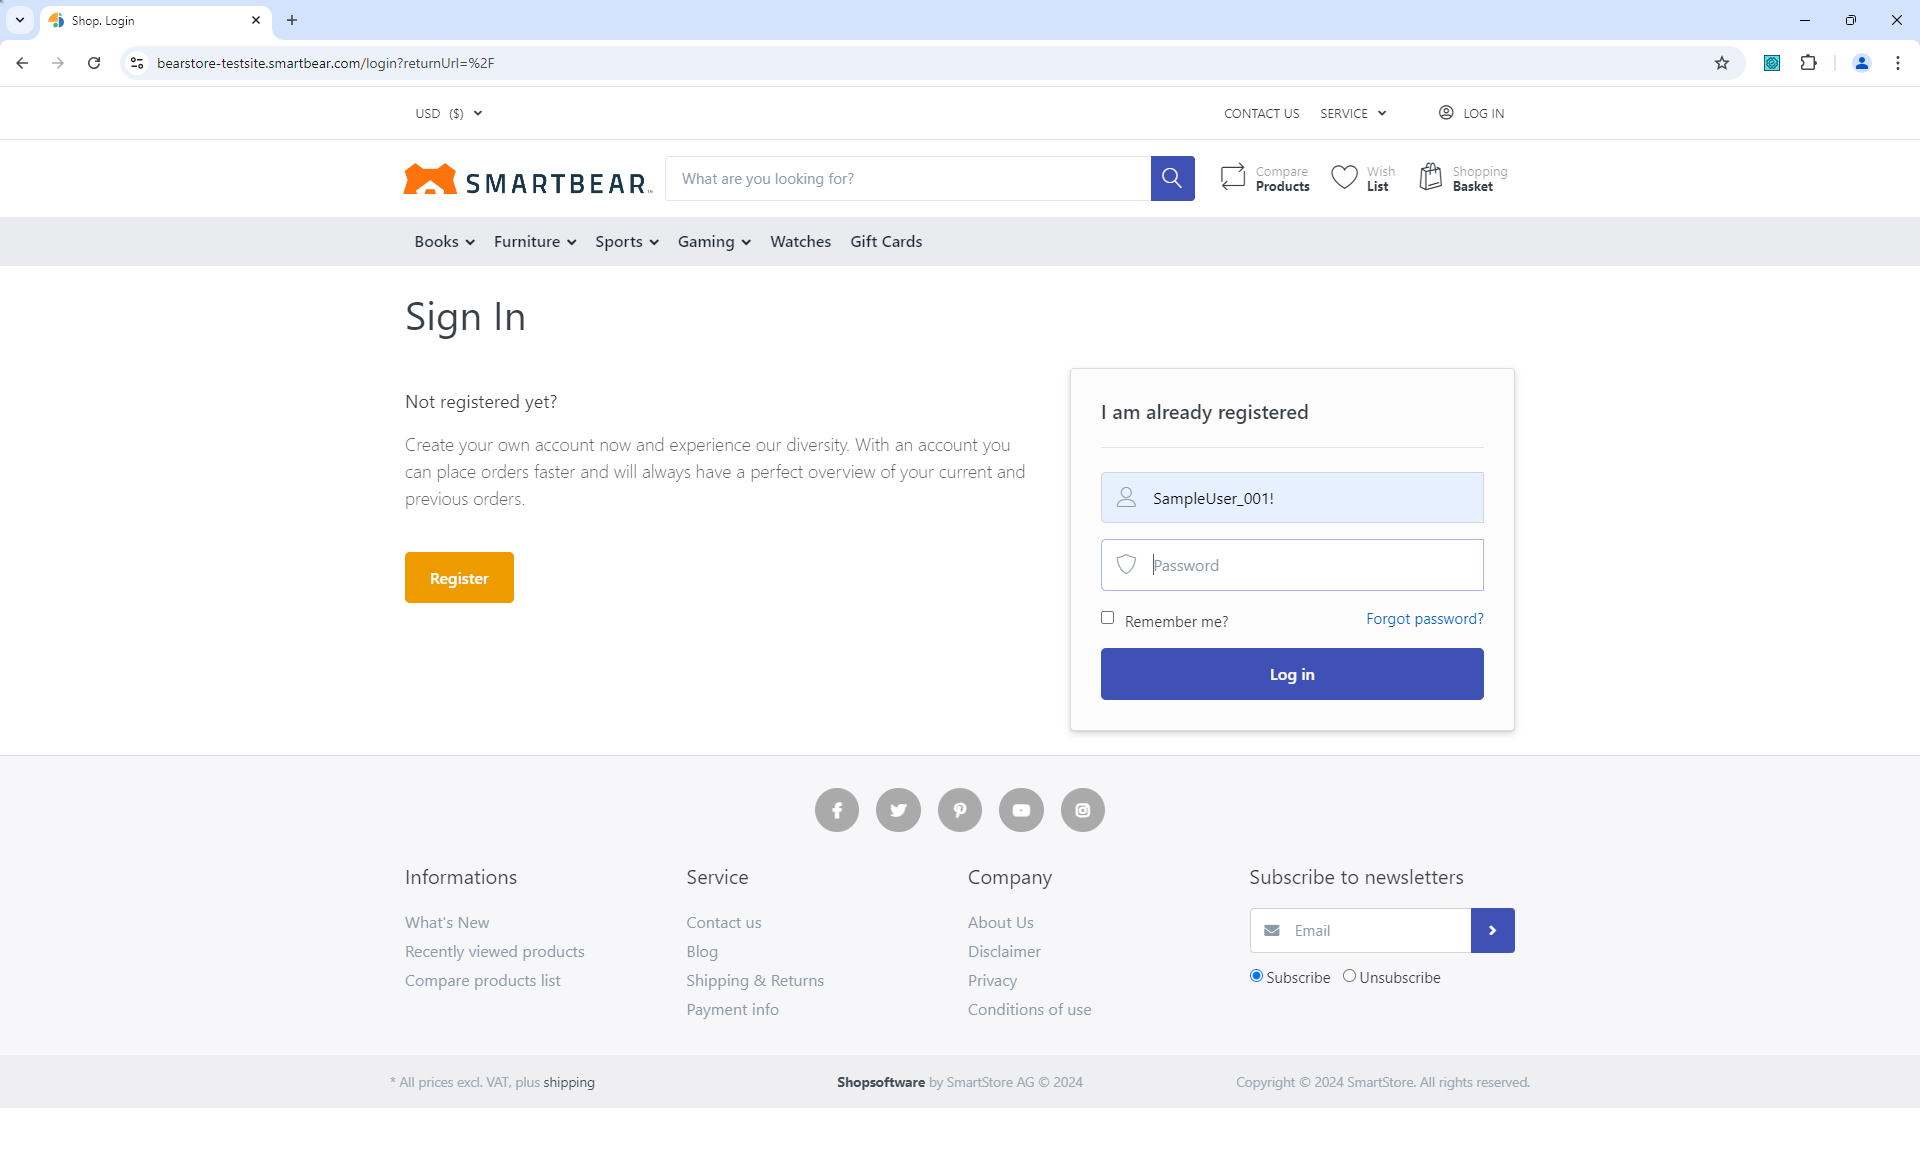 Shop. Login
bearstore-testsite.smartbear.com/login?returnUrl=%2F
USD ($)
CONTACT US
SERVICE
LOG IN
SMARTBEAR™
What are you looking for?
Compare
Products
Wish
List
Shopping
Basket
Books
Furniture
Sports
Gaming
Watches
Gift Cards
Sign In
Not registered yet?
Create your own account now and experience our diversity. With an account you
can place orders faster and will always have a perfect overview of your current and
previous orders.
Register
I am already registered
SampleUser_001!
Password
Remember me?
Forgot password?
Log in
Informations
What's New
Recently viewed products
Compare products list
Service
Contact us
Blog
Shipping & Returns
Payment info
Company
About Us
Disclaimer
Privacy
Conditions of use
Subscribe to newsletters
Email
Subscribe
Unsubscribe
* All prices excl. VAT, plus shipping
Shopsoftware by SmartStore AG © 2024
Copyright © 2024 SmartStore. All rights reserved.